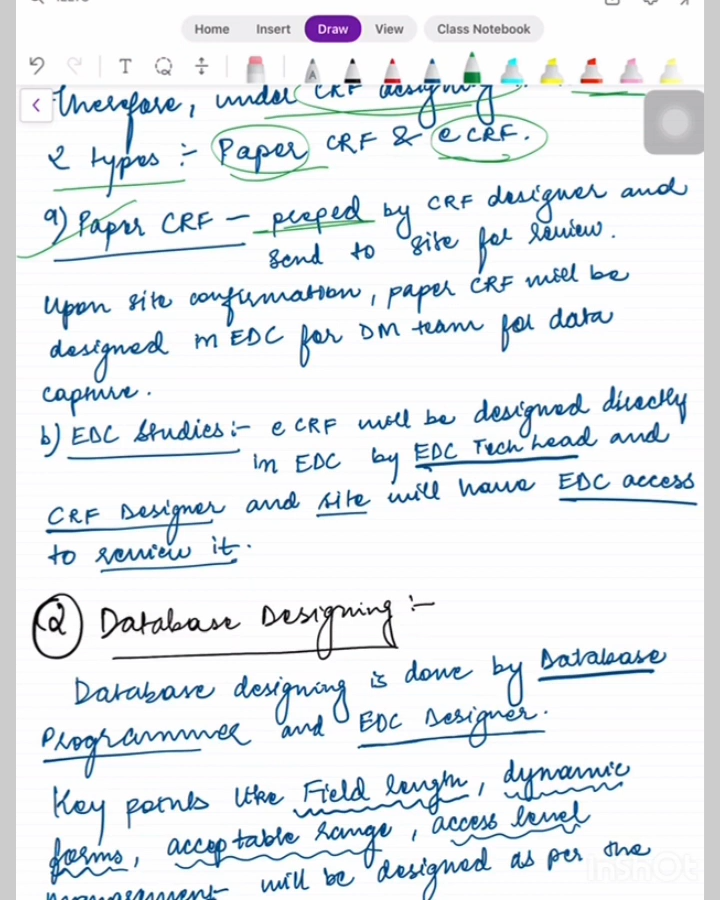 Home Insert Draw View Class Notebook
Therefore, under CRF designing
2 types :- Paper CRF & eCRF.
a) Paper CRF - preped by CRF designer and
send to site for review.
Upon site confirmation, paper CRF will be
designed in EDC for DM team for data
capture.
b) EDC Studies:- eCRF will be designed directly
in EDC by EDC Tech Lead and
CRF Designer and site will have EDC access
to review it.
2 Database Designing :-
Database designing is done by Database
Programmer and EDC Designer.
Key points like Field length, dynamic
forms, acceptable range, access level
will be designed as per the
InShot